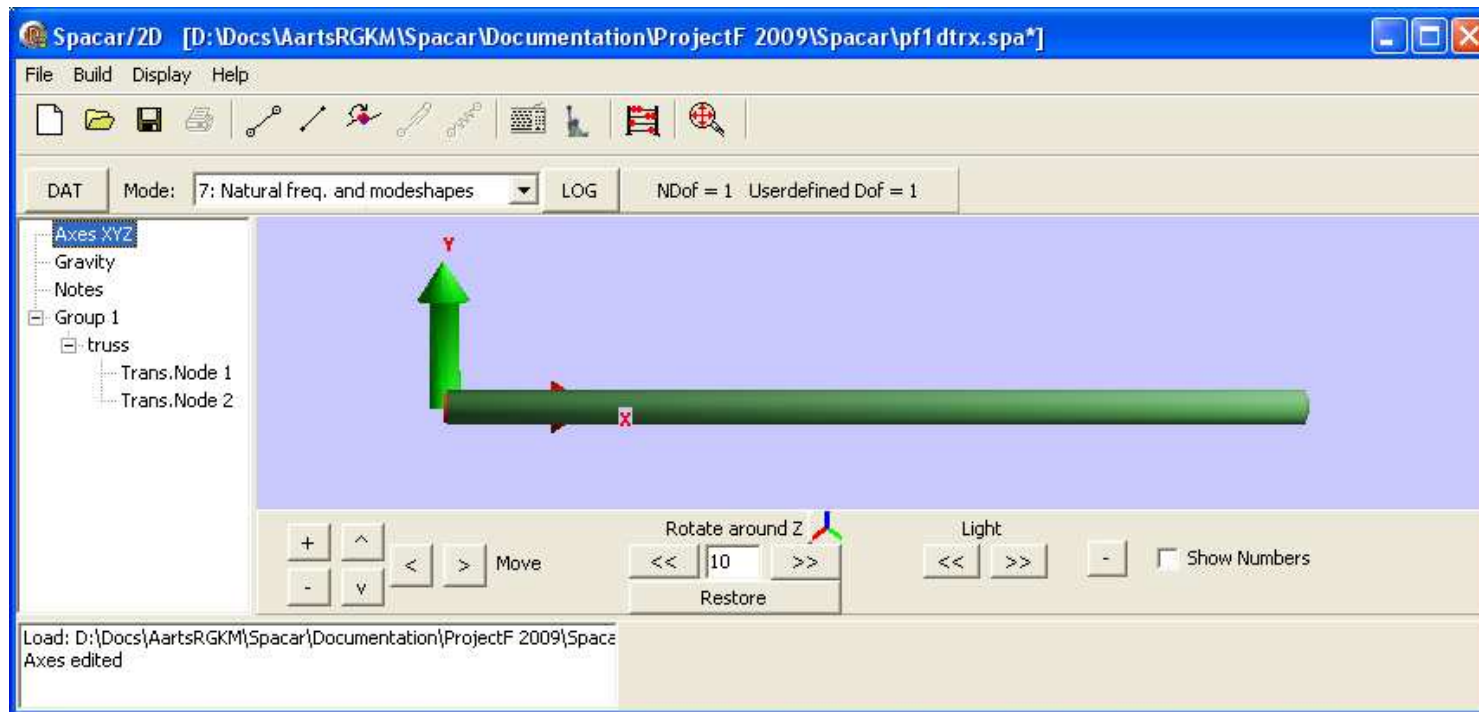 Spacar/2D [D:\Docs\AartsRGKM\Spacar\Documentation\ProjectF 2009\Spacar\pf1dtrx.spa*]
File Build Display Help
DAT Mode: 7: Natural freq. and modeshapes LOG NDof = 1 Userdefined Dof = 1
Axes XYZ
Gravity
Notes
Group 1
truss
Trans.Node 1
Trans.Node 2
Y
X
+ ^ < > Move
- v
Rotate around Z
<< 10 >>
Restore
Light
<< >>
-
Show Numbers
Load: D:\Docs\AartsRGKM\Spacar\Documentation\ProjectF 2009\Spaca
Axes edited